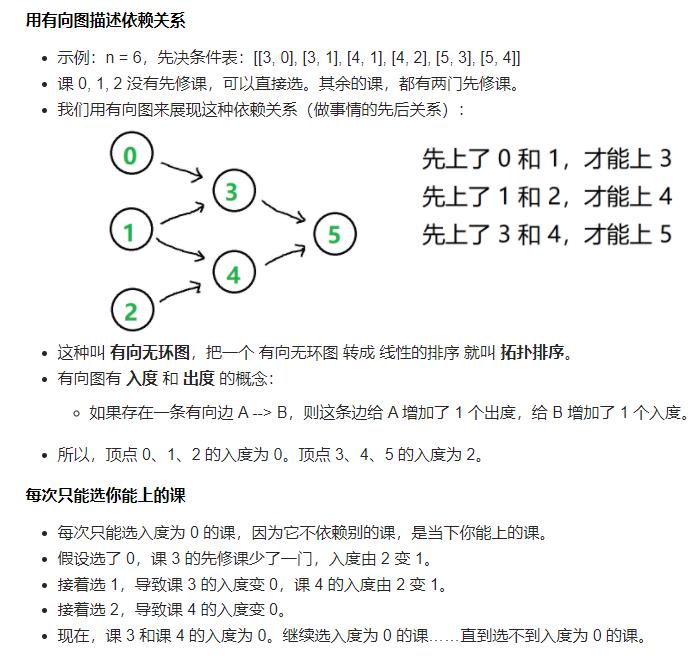 用有向图描述依赖关系
示例：n = 6，先决条件表：[[3, 0], [3, 1], [4, 1], [4, 2], [5, 3], [5, 4]]
课 0, 1, 2 没有先修课，可以直接选。其余的课，都有两门先修课。
我们用有向图来展现这种依赖关系（做事情的先后关系）：
0
1
2
3
4
5
先上了 0 和 1，才能上 3
先上了 1 和 2，才能上 4
先上了 3 和 4，才能上 5
这种叫 有向无环图，把一个 有向无环图 转成 线性的排序 就叫 拓扑排序。
有向图有 入度 和 出度 的概念：
如果存在一条有向边 A --> B，则这条边给 A 增加了 1 个出度，给 B 增加了 1 个入度。
所以，顶点 0、1、2 的入度为 0。顶点 3、4、5 的入度为 2。
每次只能选你能上的课
每次只能选入度为 0 的课，因为它不依赖别的课，是当下你能上的课。
假设选了 0，课 3 的先修课少了一门，入度由 2 变 1。
接着选 1，导致课 3 的入度变 0，课 4 的入度由 2 变 1。
接着选 2，导致课 4 的入度变 0。
现在，课 3 和课 4 的入度为 0。继续选入度为 0 的课……直到选不到入度为 0 的课。